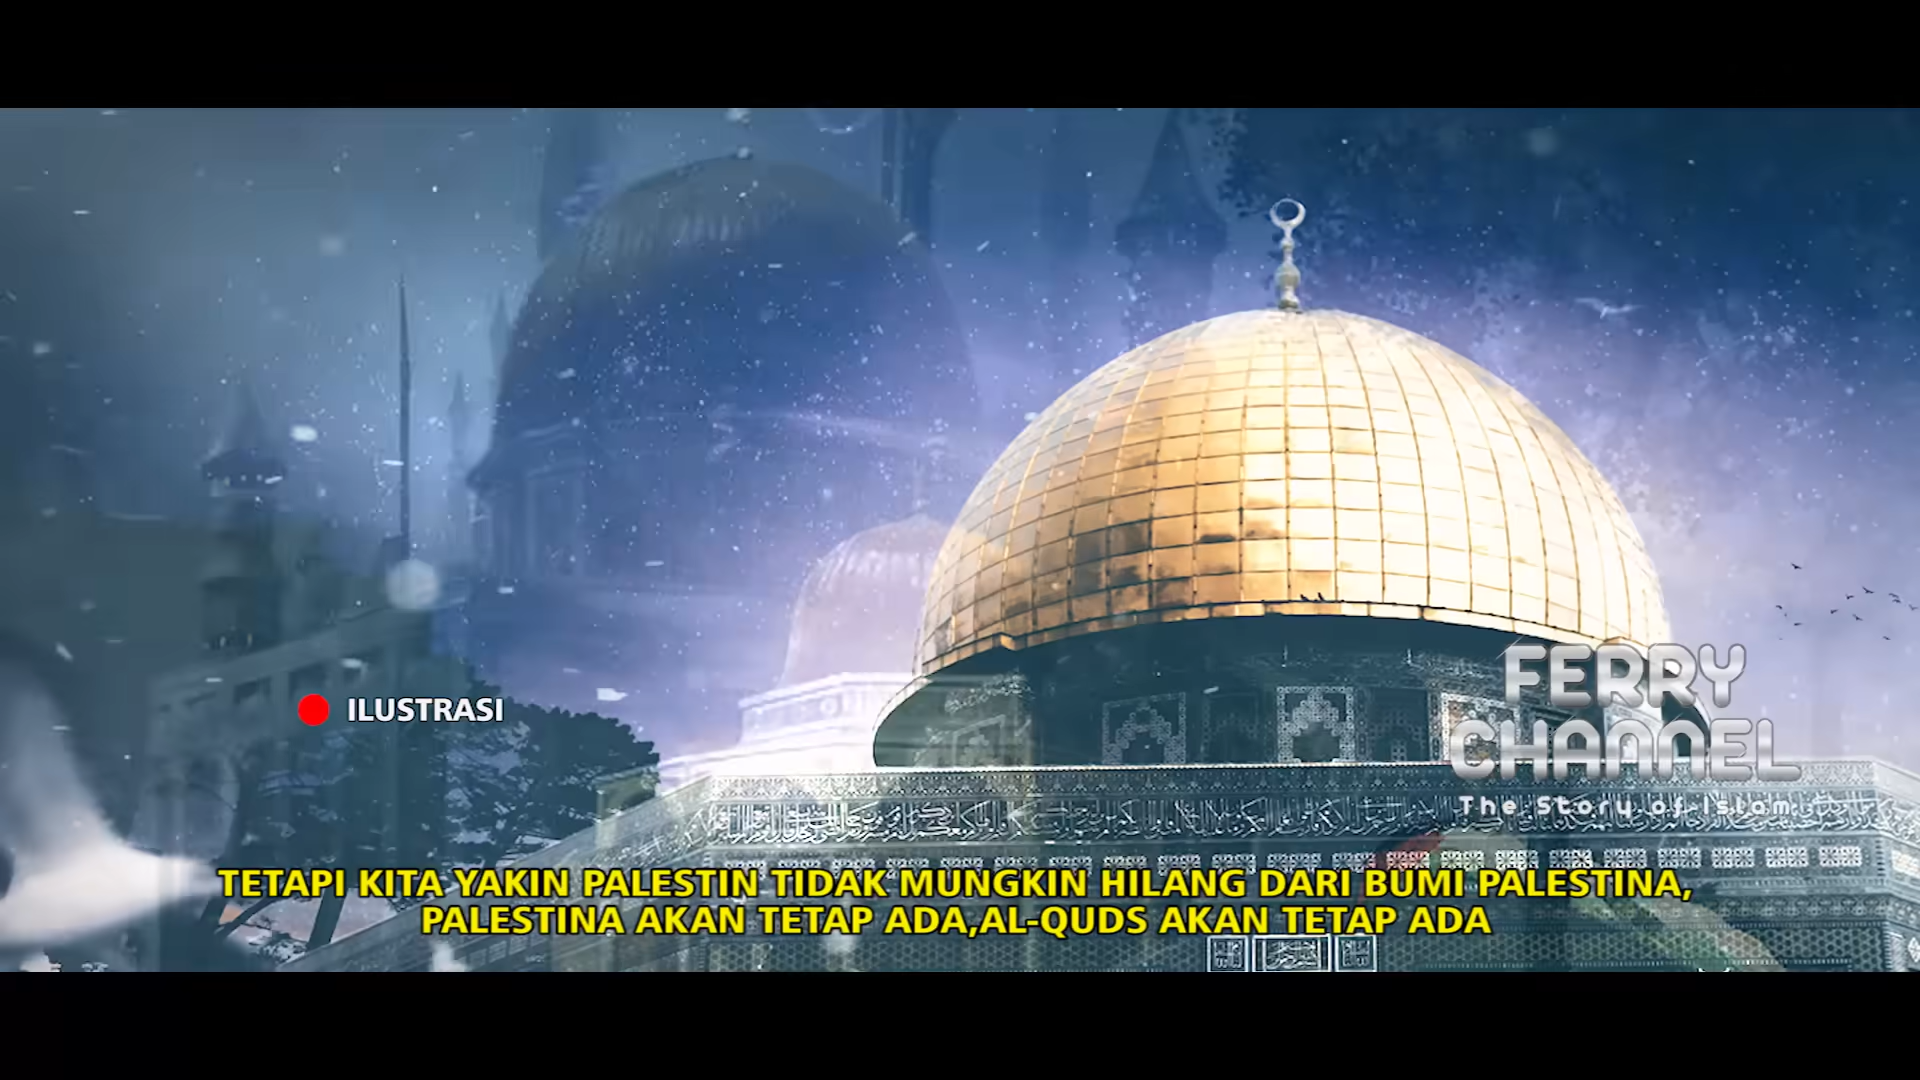 FERRY
CHANNEL
The Story of Islam
ILUSTRASI
TETAPI KITA YAKIN PALESTIN TIDAK MUNGKIN HILANG DARI BUMI PALESTINA,
PALESTINA AKAN TETAP ADA,AL-QUDS AKAN TETAP ADA